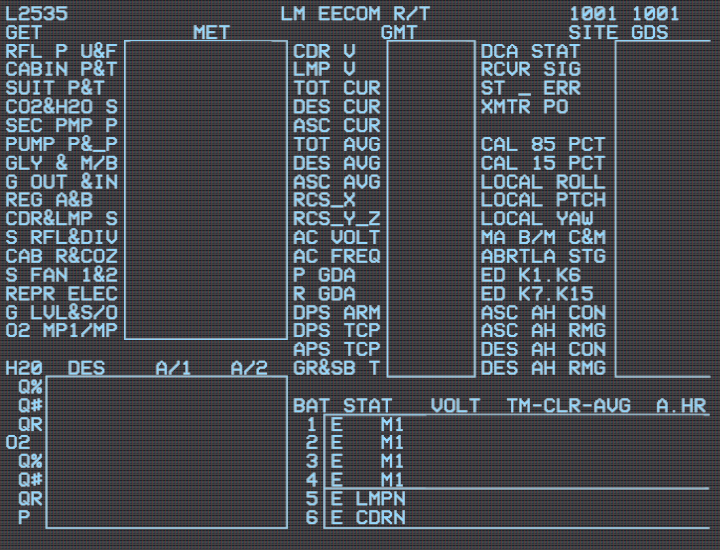 L2535 LM EECOM R/T 1001 1001
GET MET GMT SITE GDS
RFL P U&F CDR V DCA STAT
CABIN P&T LMP V RCVR SIG
SUIT P&T TOT CUR ST _ ERR
CO2&H2O S DES CUR XMTR PO
SEC PMP P ASC CUR
PUMP P&_P TOT AVG CAL 85 PCT
GLY & M/B DES AVG CAL 15 PCT
G OUT &IN ASC AVG LOCAL ROLL
REG A&B RCS_X LOCAL PTCH
CDR&LMP S RCS_Y_Z LOCAL YAW
S RFL&DIV AC VOLT MA B/M C&M
CAB R&COZ AC FREQ ABRTLA STG
S FAN 1&2 P GDA ED K1.K6
REPR ELEC R GDA ED K7.K15
G LVL&S/O DPS ARM ASC AH CON
O2 MP1/MP DPS TCP ASC AH RMG
APS TCP DES AH CON
H20 DES A/1 A/2 GR&SB T DES AH RMG
Q%
Q# BAT STAT VOLT TM-CLR-AVG A.HR
QR 1 E M1
O2 2 E M1
Q% 3 E M1
Q# 4 E M1
QR 5 E LMPN
P 6 E CDRN